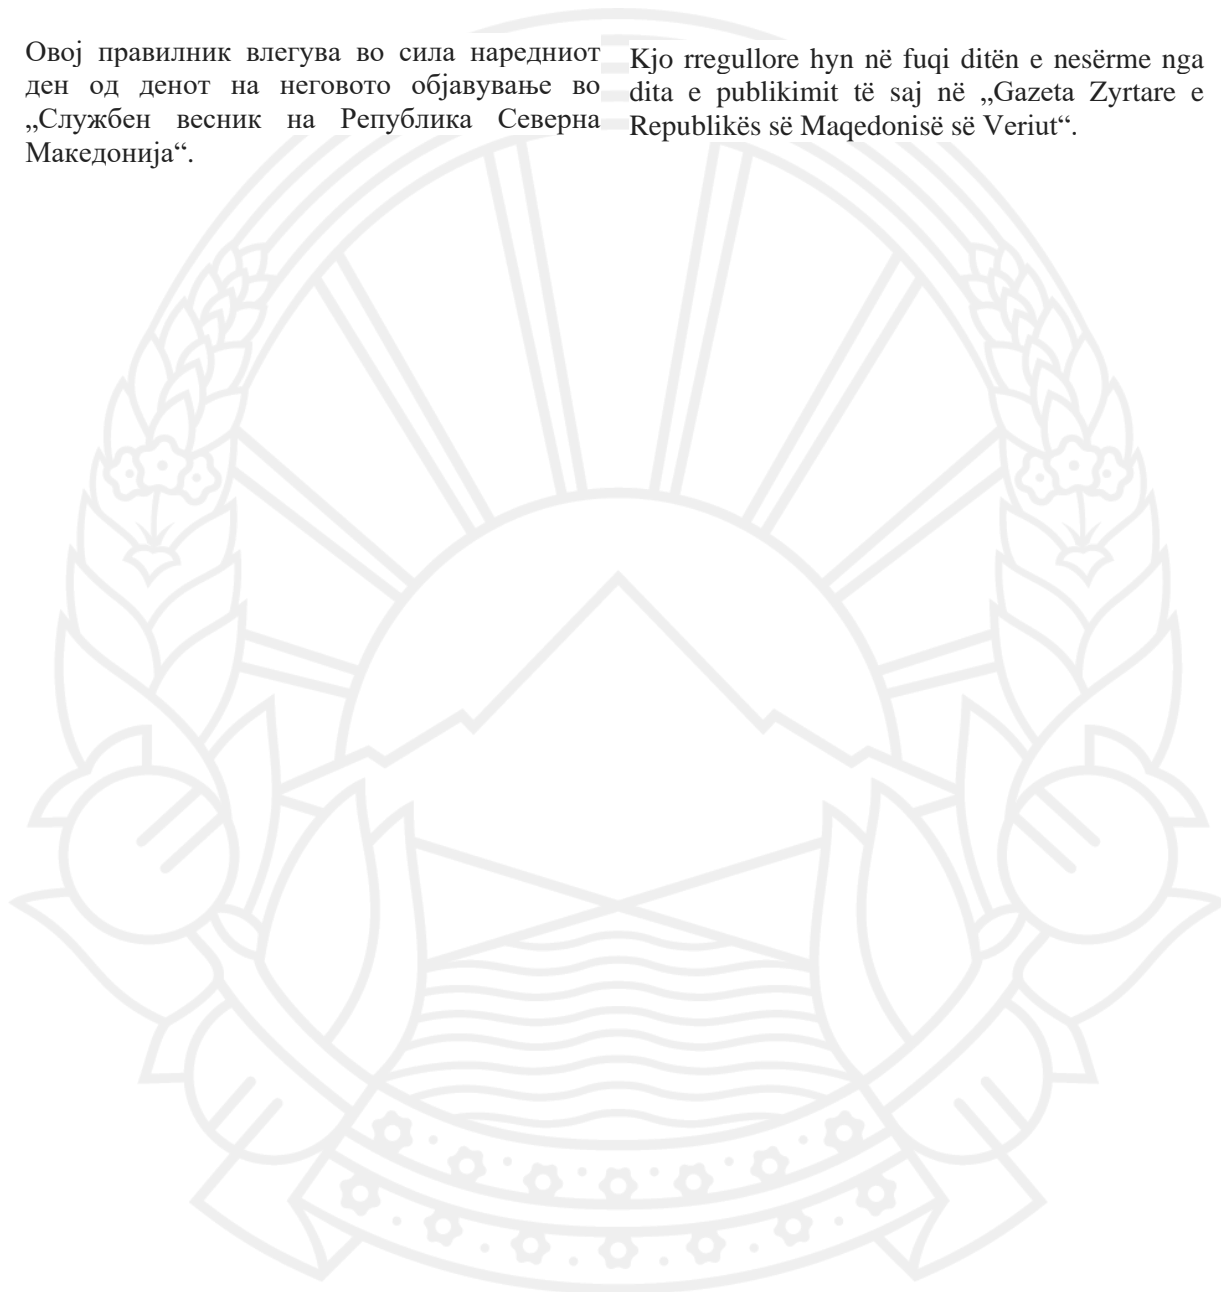 Овој правилник влегува во сила наредниот
ден од денот на неговото објавување во
„Службен весник на Република Северна
Македонија“.
Kjo rregullore hyn në fuqi ditën e nesërme nga
dita e publikimit të saj në „Gazeta Zyrtare e
Republikës së Maqedonisë së Veriut“.